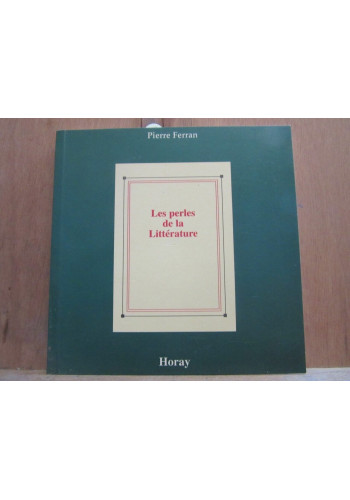 Pierre Ferran
Les perles
de la
Littérature
Horay